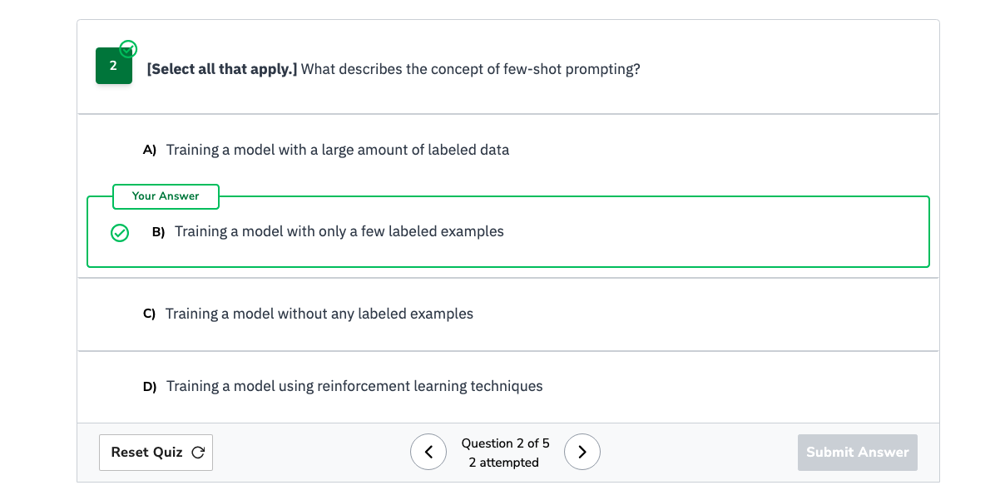 2
[Select all that apply.] What describes the concept of few-shot prompting?
A) Training a model with a large amount of labeled data
Your Answer
B) Training a model with only a few labeled examples
C) Training a model without any labeled examples
D) Training a model using reinforcement learning techniques
Reset Quiz
Question 2 of 5
2 attempted
Submit Answer